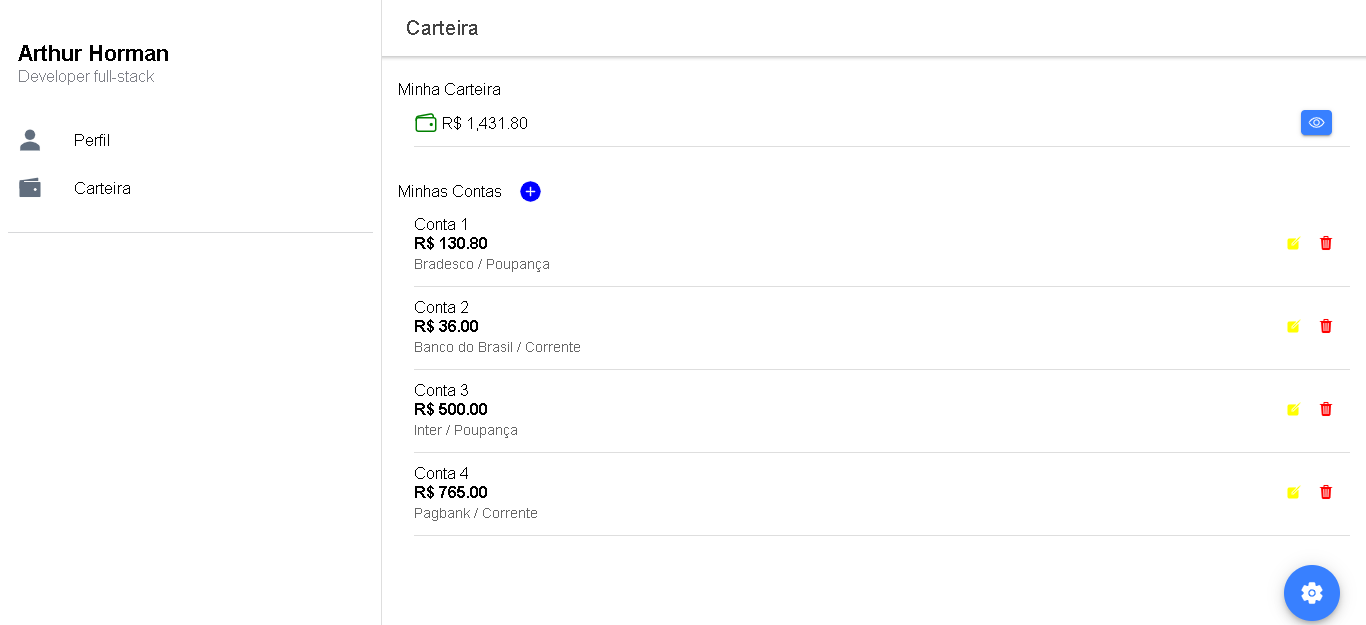 Arthur Horman
Developer full-stack
Perfil
Carteira
Carteira
Minha Carteira
R$ 1,431.80
Minhas Contas
Conta 1
R$ 130.80
Bradesco / Poupança
Conta 2
R$ 36.00
Banco do Brasil / Corrente
Conta 3
R$ 500.00
Inter / Poupança
Conta 4
R$ 765.00
Pagbank / Corrente